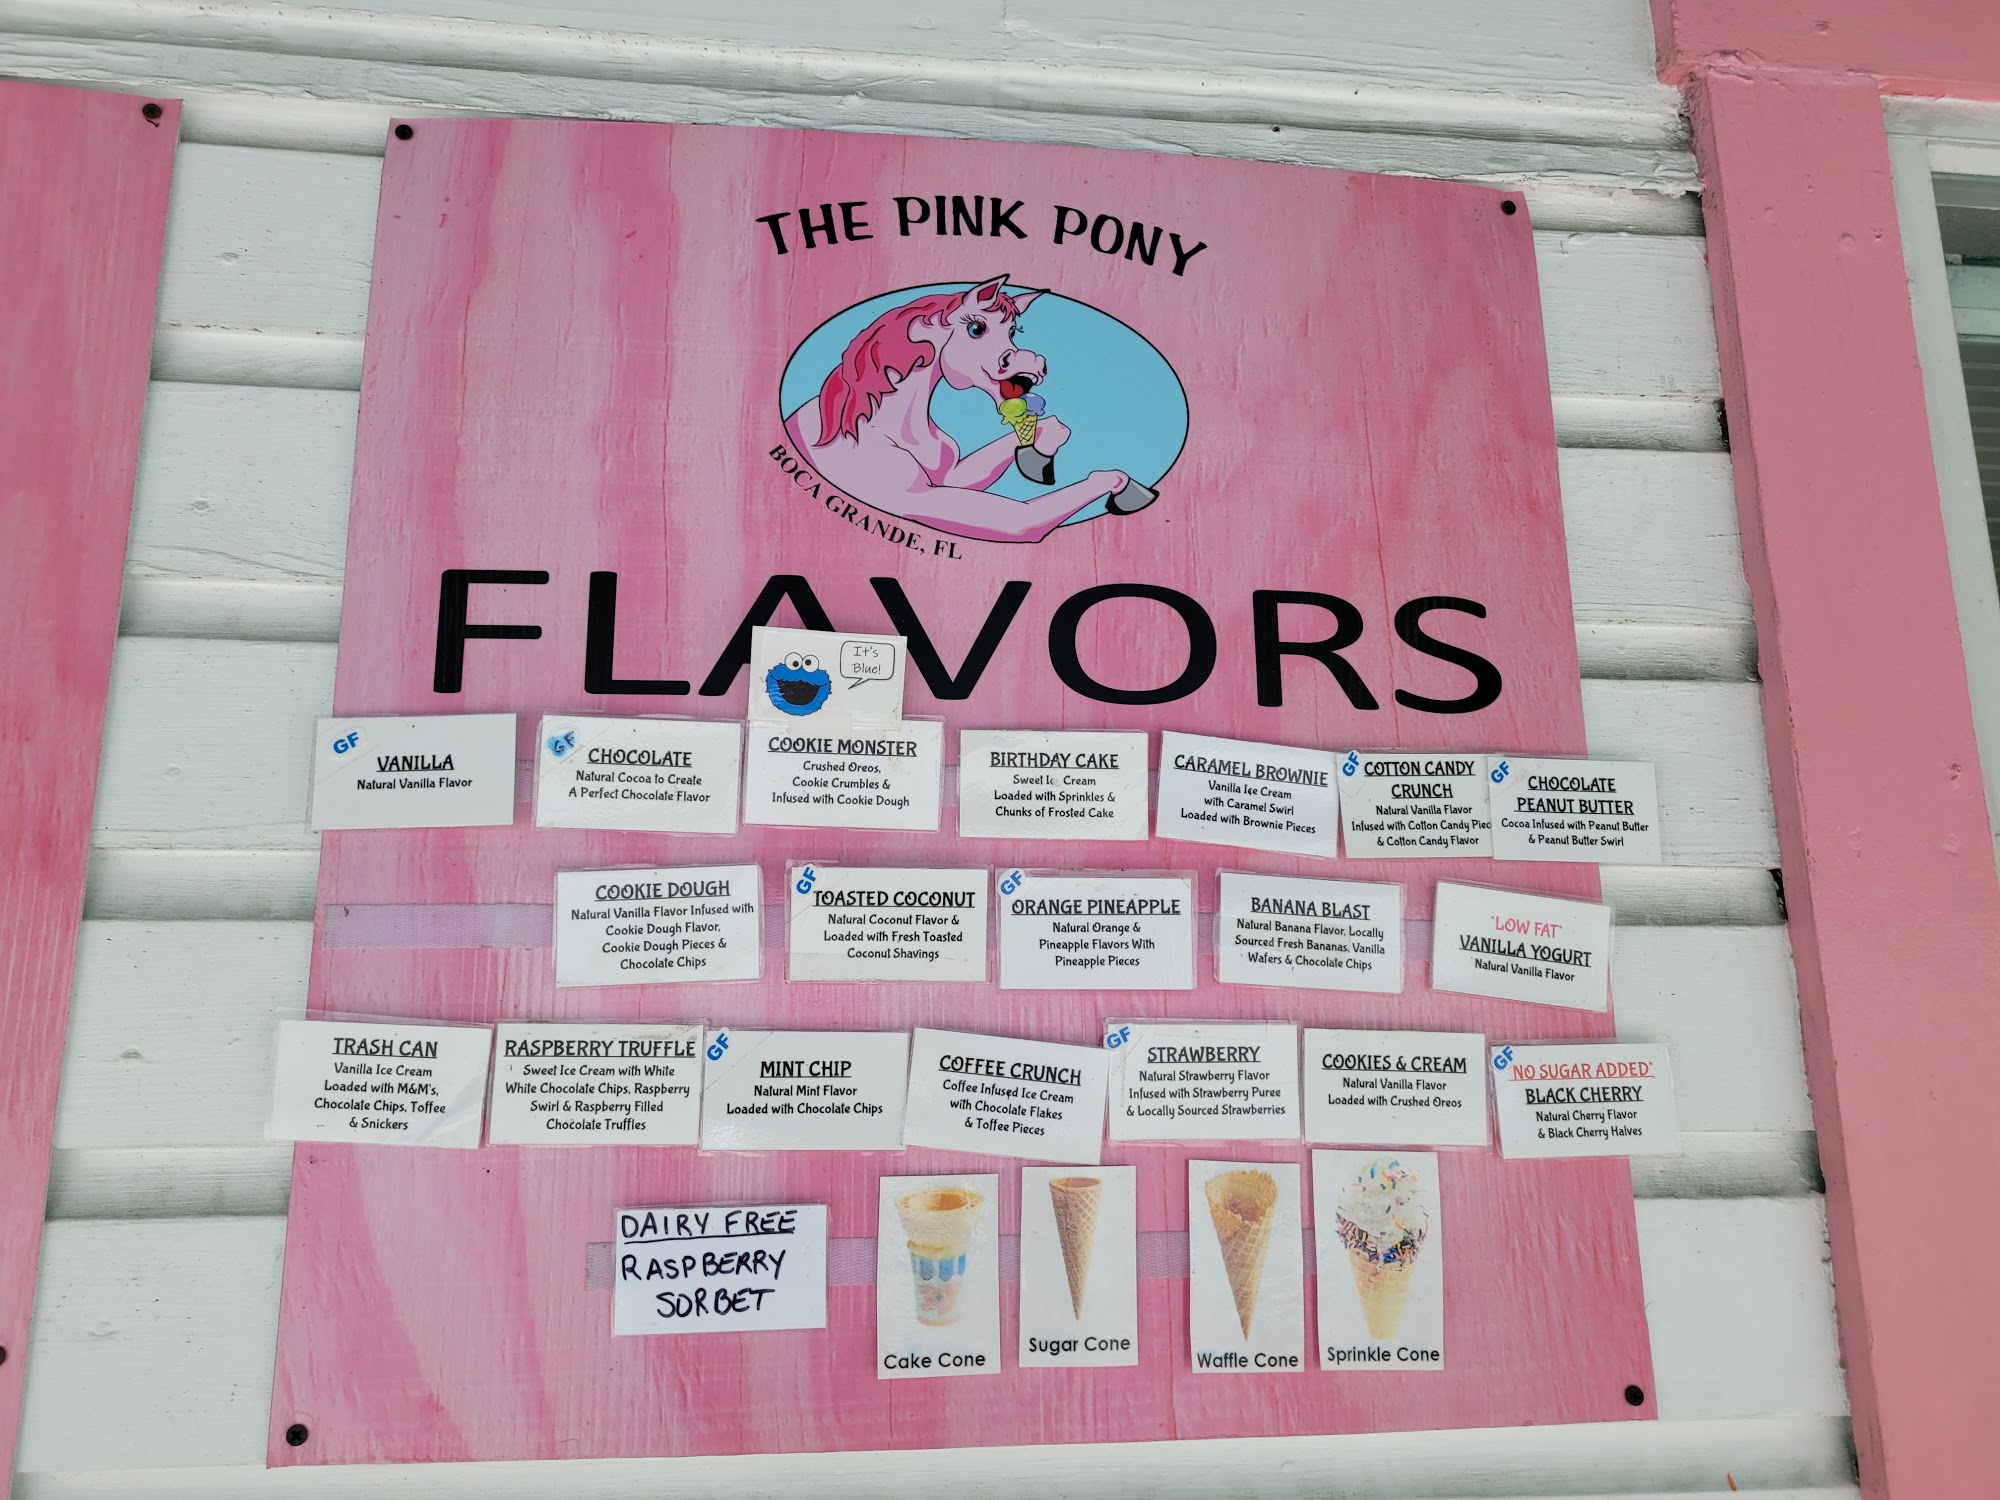 THE PINK PONY
BOCA GRANDE, FL
FLAVORS
It's
Blue!
GF
VANILLA
Natural Vanilla Flavor
GF
CHOCOLATE
Natural Cocoa to Create
A Perfect Chocolate Flavor
COOKIE MONSTER
Crushed Oreos,
Cookie Crumbles &
Infused with Cookie Dough
BIRTHDAY CAKE
Sweet Ic Cream
Loaded with Sprinkles &
Chunks of Frosted Cake
CARAMEL BROWNIE
Vanilla Ice Cream
with Caramel Swirl
Loaded with Brownie Pieces
GF
COTTON CANDY
CRUNCH
Natural Vanilla Flavor
Infused with Cotton Candy Piec
& Cotton Candy Flavor
GF
CHOCOLATE
PEANUT BUTTER
Cocoa Infused with Peanut Butter
& Peanut Butter Swirl
COOKIE DOUGH
Natural Vanilla Flavor Infused with
Cookie Dough Flavor,
Cookie Dough Pieces &
Chocolate Chips
GF
TOASTED COCONUT
Natural Coconut Flavor &
Loaded with Fresh Toasted
Coconut Shavings
GF
ORANGE PINEAPPLE
Natural Orange &
Pineapple Flavors With
Pineapple Pieces
BANANA BLAST
Natural Banana Flavor, Locally
Sourced Fresh Bananas, Vanilla
Wafers & Chocolate Chips
*LOW FAT*
VANILLA YOGURT
Natural Vanilla Flavor
TRASH CAN
Vanilla Ice Cream
Loaded with M&M's,
Chocolate Chips, Toffee
& Snickers
RASPBERRY TRUFFLE
Sweet Ice Cream with White
White Chocolate Chips, Raspberry
Swirl & Raspberry Filled
Chocolate Truffles
GF
MINT CHIP
Natural Mint Flavor
Loaded with Chocolate Chips
COFFEE CRUNCH
Coffee Infused Ice Cream
with Chocolate Flakes
& Toffee Pieces
GF
STRAWBERRY
Natural Strawberry Flavor
Infused with Strawberry Puree
& Locally Sourced Strawberries
COOKIES & CREAM
Natural Vanilla Flavor
Loaded with Crushed Oreos
GF
*NO SUGAR ADDED*
BLACK CHERRY
Natural Cherry Flavor
& Black Cherry Halves
DAIRY FREE
RASPBERRY
SORBET
Cake Cone
Sugar Cone
Waffle Cone
Sprinkle Cone